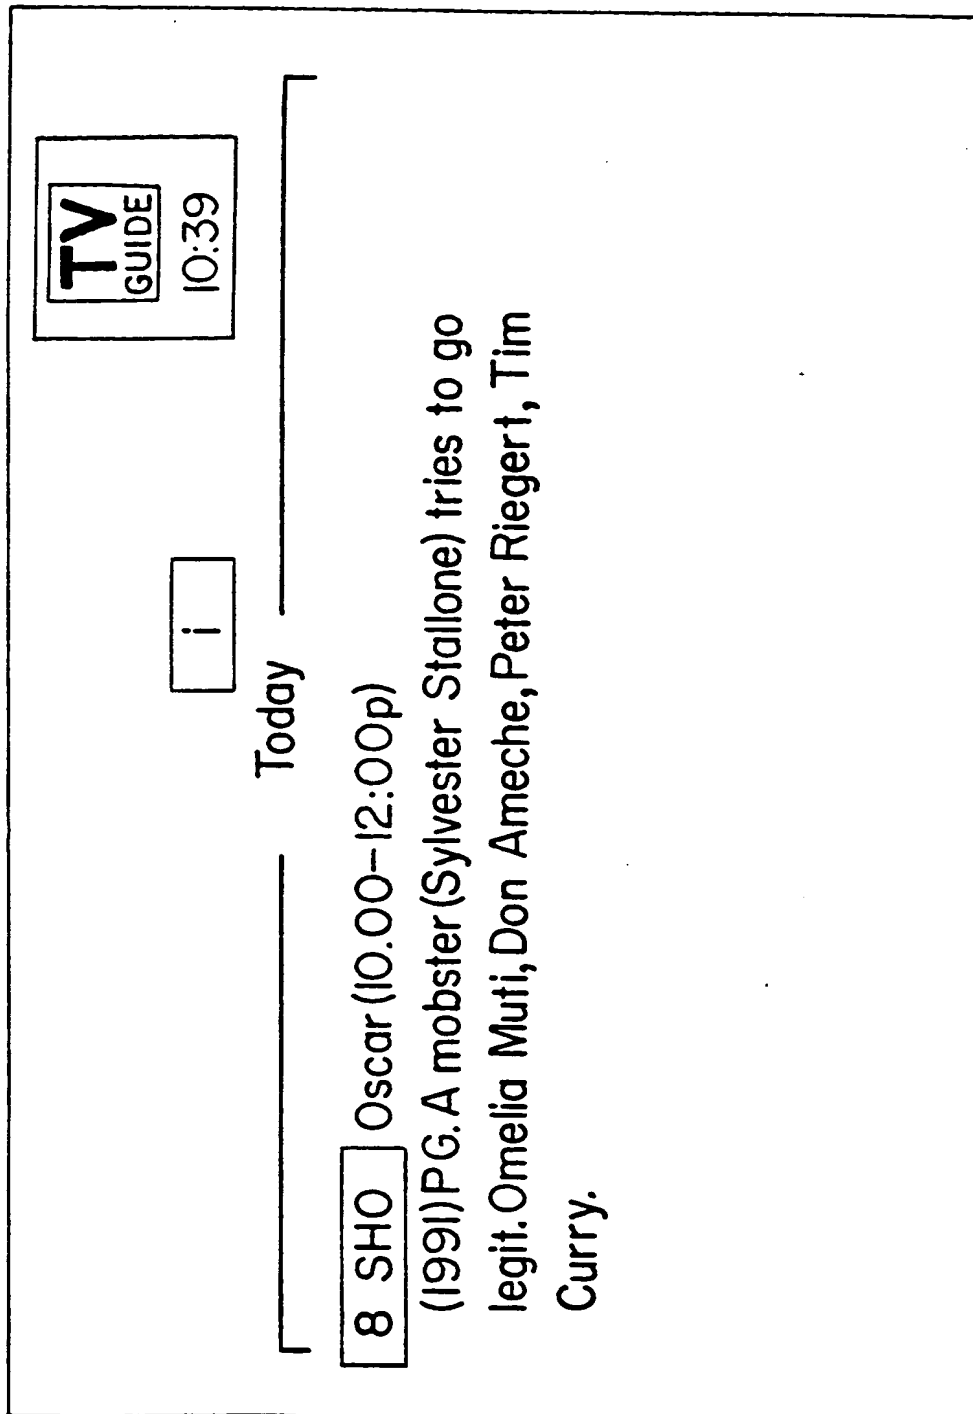 TV
GUIDE
10:39
i
Today
8 SHO Oscar (10.00-12:00p)
(1991) PG. A mobster (Sylvester Stallone) tries to go
legit. Omelia Muti, Don Ameche, Peter Riegert, Tim
Curry.